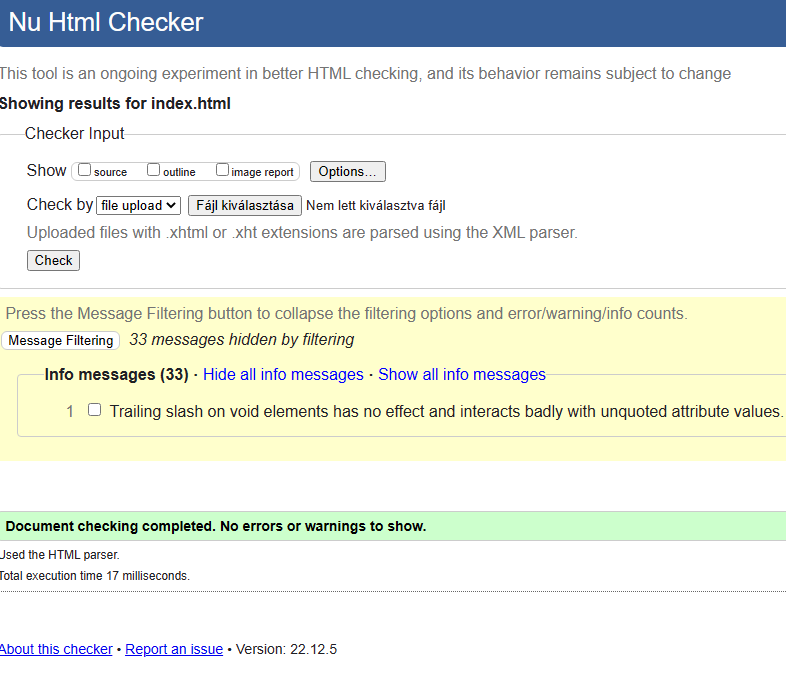 Nu Html Checker
This tool is an ongoing experiment in better HTML checking, and its behavior remains subject to change
Showing results for index.html
Checker Input
Show source outline image report Options...
Check by file upload Fájl kiválasztása Nem lett kiválasztva fájl
Uploaded files with .xhtml or .xht extensions are parsed using the XML parser.
Check
Press the Message Filtering button to collapse the filtering options and error/warning/info counts.
Message Filtering 33 messages hidden by filtering
Info messages (33) · Hide all info messages · Show all info messages
1 Trailing slash on void elements has no effect and interacts badly with unquoted attribute values.
Document checking completed. No errors or warnings to show.
Used the HTML parser.
Total execution time 17 milliseconds.
About this checker • Report an issue • Version: 22.12.5